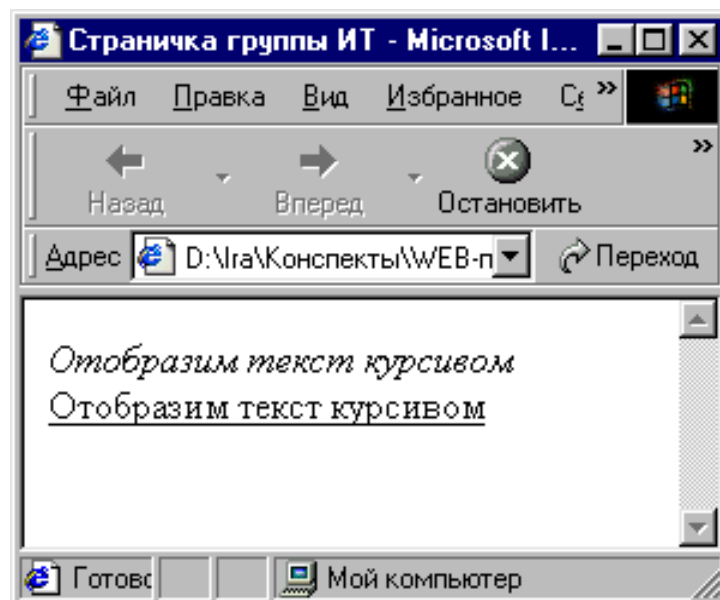 Страничка группы ИТ - Microsoft I...
Файл Правка Вид Избранное »
Назад Вперед Остановить »
Адрес D:\Ira\Конспекты\WEB-п Переход
Отобразим текст курсивом
Отобразим текст курсивом
Готово Мой компьютер